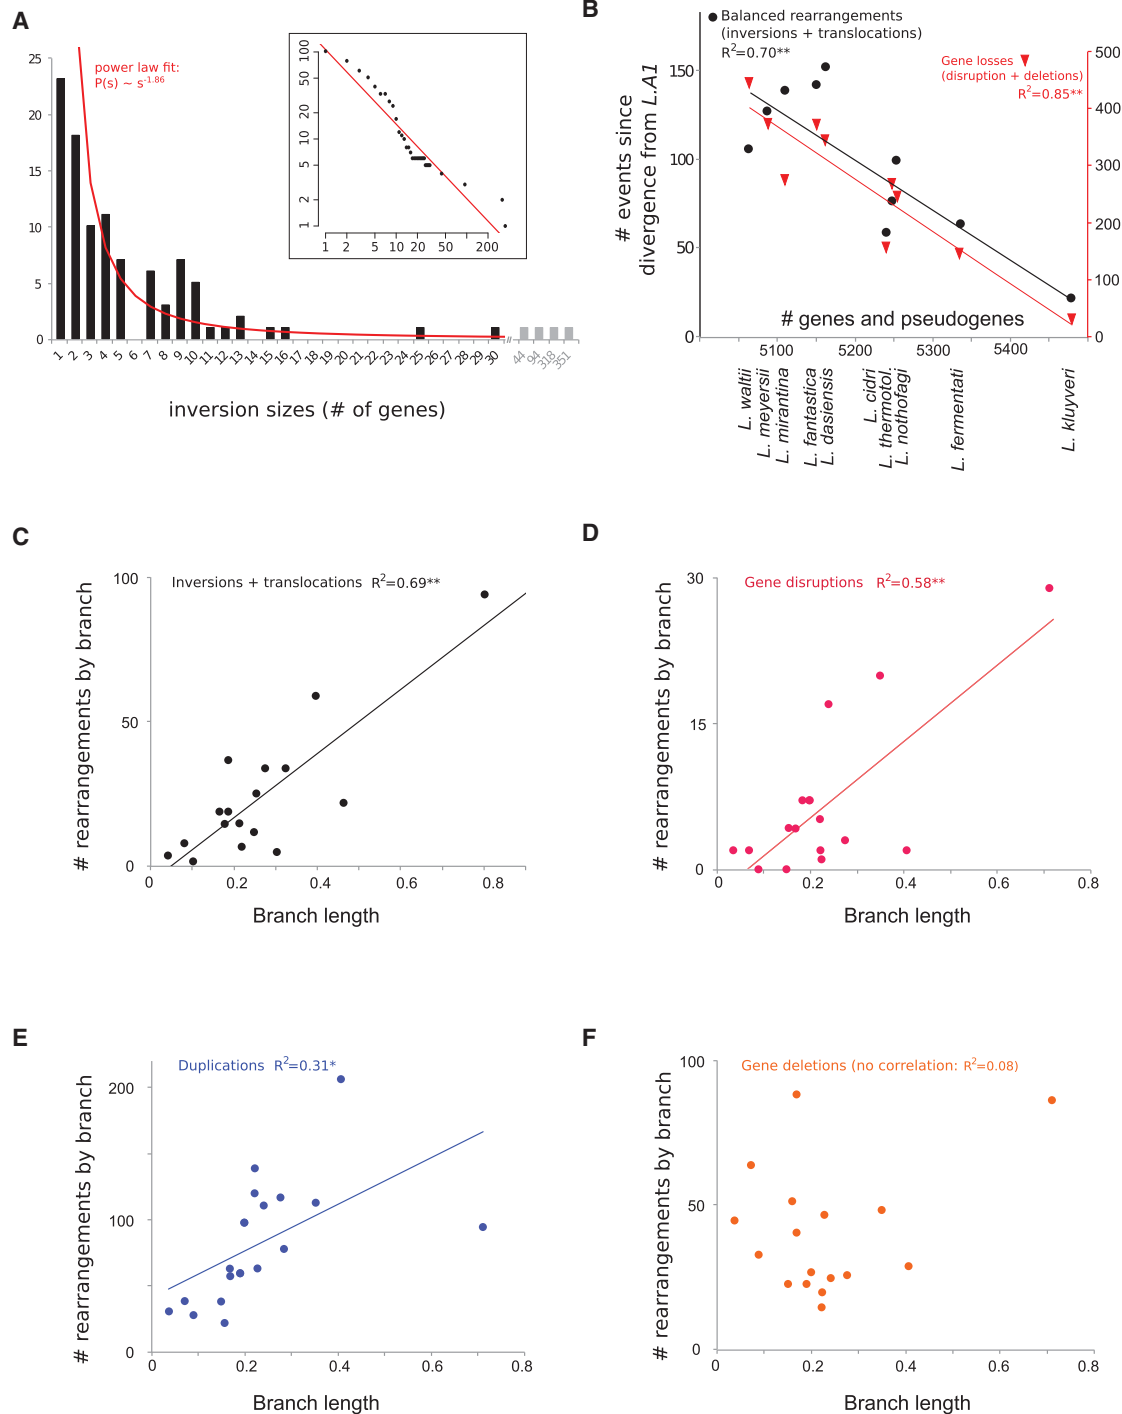 A
power law fit:
P(s) ~ s-1.86
25
20
15
10
5
0
1 2 3 4 5 6 7 8 9 10 11 12 13 14 15 16 17 18 19 20 21 22 23 24 25 26 27 28 29 30 // 44 94 318 351
inversion sizes (# of genes)
100
50
20
10
5
2
1
1 2 5 10 20 50 200
B
Balanced rearrangements
(inversions + translocations)
R2=0.70**
Gene losses
(disruption + deletions)
R2=0.85**
# events since
divergence from L.A1
150
100
50
0
500
400
300
200
100
0
# genes and pseudogenes
5100 5200 5300 5400
L. waltii
L. meyersii
L. mirantina
L. fantastica
L. dasiensis
L. cidri
L. thermotol.
L. nothofagi
L. fermentati
L. kluyveri
C
Inversions + translocations R2=0.69**
# rearrangements by branch
100
50
0
0 0.2 0.4 0.6 0.8
Branch length
D
Gene disruptions R2=0.58**
# rearrangements by branch
30
15
0
0 0.2 0.4 0.6 0.8
Branch length
E
Duplications R2=0.31*
# rearrangements by branch
200
100
0
0 0.2 0.4 0.6 0.8
Branch length
F
Gene deletions (no correlation: R2=0.08)
# rearrangements by branch
100
50
0
0 0.2 0.4 0.6 0.8
Branch length